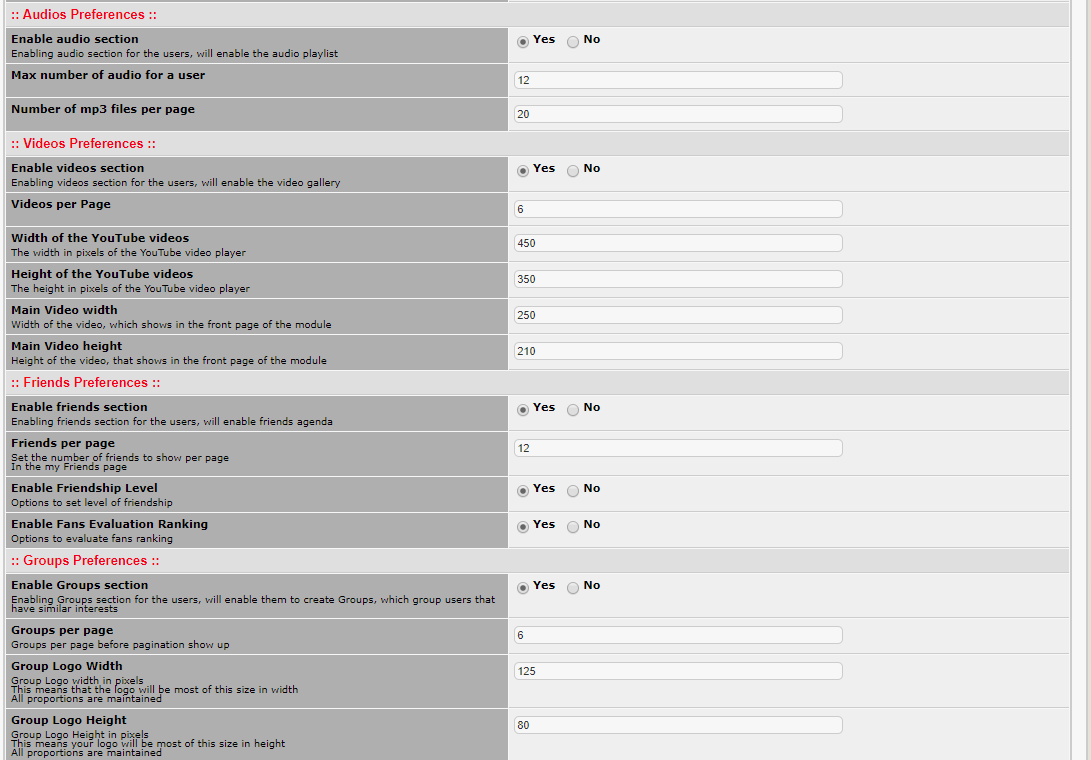 :: Audios Preferences ::
Enable audio section
Yes No
Enabling audio section for the users, will enable the audio playlist
Max number of audio for a user
12
Number of mp3 files per page
20
:: Videos Preferences ::
Enable videos section
Yes No
Enabling videos section for the users, will enable the video gallery
Videos per Page
6
Width of the YouTube videos
450
The width in pixels of the YouTube video player
Height of the YouTube videos
350
The height in pixels of the YouTube video player
Main Video width
250
Width of the video, which shows in the front page of the module
Main Video height
210
Height of the video, that shows in the front page of the module
:: Friends Preferences ::
Enable friends section
Yes No
Enabling friends section for the users, will enable friends agenda
Friends per page
12
Set the number of friends to show per page
In the my Friends page
Enable Friendship Level
Yes No
Options to set level of friendship
Enable Fans Evaluation Ranking
Yes No
Options to evaluate fans ranking
:: Groups Preferences ::
Enable Groups section
Yes No
Enabling Groups section for the users, will enable them to create Groups, which group users that
have similar interests
Groups per page
6
Groups per page before pagination show up
Group Logo Width
125
Group Logo width in pixels
This means that the logo will be most of this size in width
All proportions are maintained
Group Logo Height
80
Group Logo Height in pixels
This means your logo will be most of this size in height
All proportions are maintained